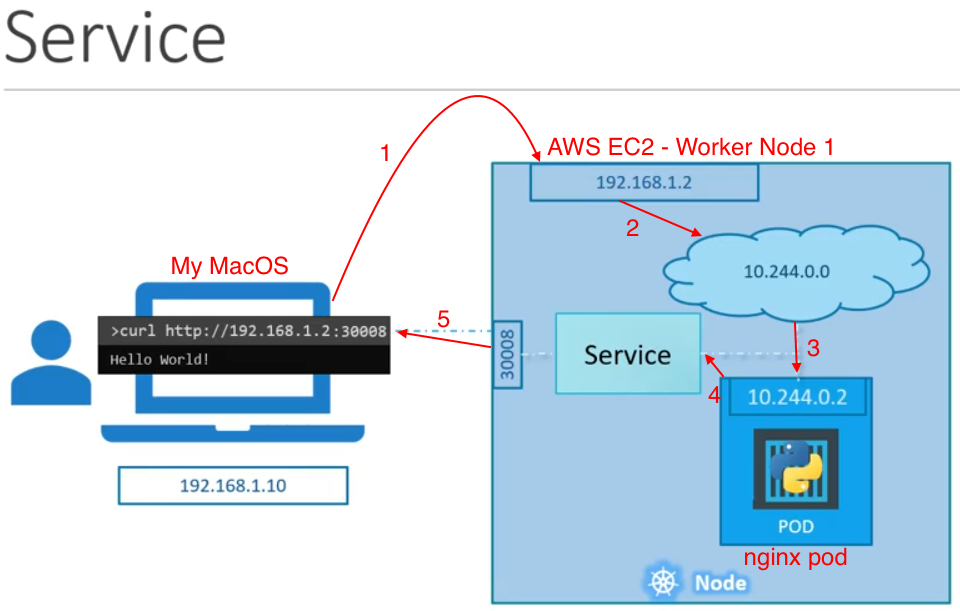 Service
AWS EC2 - Worker Node 1
1
192.168.1.2
2
10.244.0.0
My MacOS
>curl http://192.168.1.2:30008
Hello World!
5
30008
Service
3
4
10.244.0.2
192.168.1.10
POD
nginx pod
Node